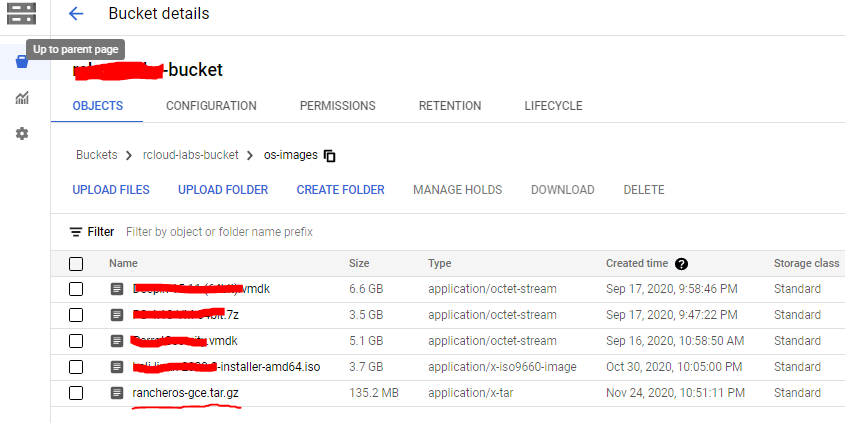 Bucket details
Up to parent page
-bucket
OBJECTS CONFIGURATION PERMISSIONS RETENTION LIFECYCLE
Buckets > rcloud-labs-bucket > os-images
UPLOAD FILES UPLOAD FOLDER CREATE FOLDER MANAGE HOLDS DOWNLOAD DELETE
Filter Filter by object or folder name prefix
Name Size Type Created time ? Storage class
.vmdk 6.6 GB application/octet-stream Sep 17, 2020, 9:58:46 PM Standard
.7z 3.5 GB application/octet-stream Sep 17, 2020, 9:47:22 PM Standard
.vmdk 5.1 GB application/octet-stream Sep 16, 2020, 10:58:50 AM Standard
-installer-amd64.iso 3.7 GB application/x-iso9660-image Oct 30, 2020, 10:05:00 PM Standard
rancheros-gce.tar.gz 135.2 MB application/x-tar Nov 24, 2020, 10:51:11 PM Standard